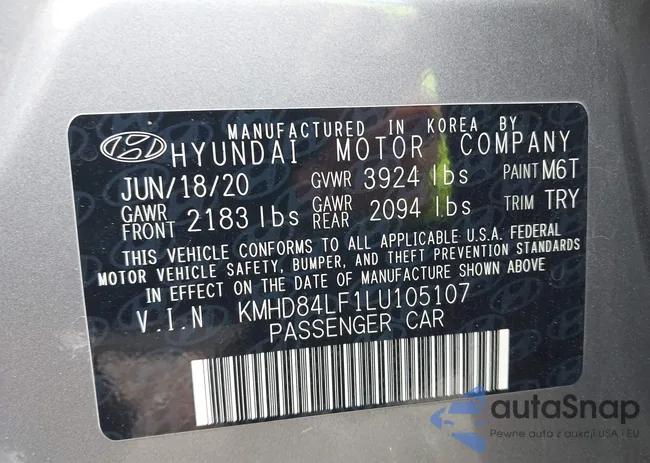 MANUFACTURED IN KOREA BY
HYUNDAI MOTOR COMPANY
JUN/18/20 GVWR 3924 lbs PAINT M6T
GAWR FRONT 2183 lbs GAWR REAR 2094 lbs TRIM TRY
THIS VEHICLE CONFORMS TO ALL APPLICABLE U.S.A. FEDERAL
MOTOR VEHICLE SAFETY, BUMPER, AND THEFT PREVENTION STANDARDS
IN EFFECT ON THE DATE OF MANUFACTURE SHOWN ABOVE.
V.I.N KMHD84LF1LU105107
PASSENGER CAR
autaSnap
Pewne auta z aukcji USA i EU